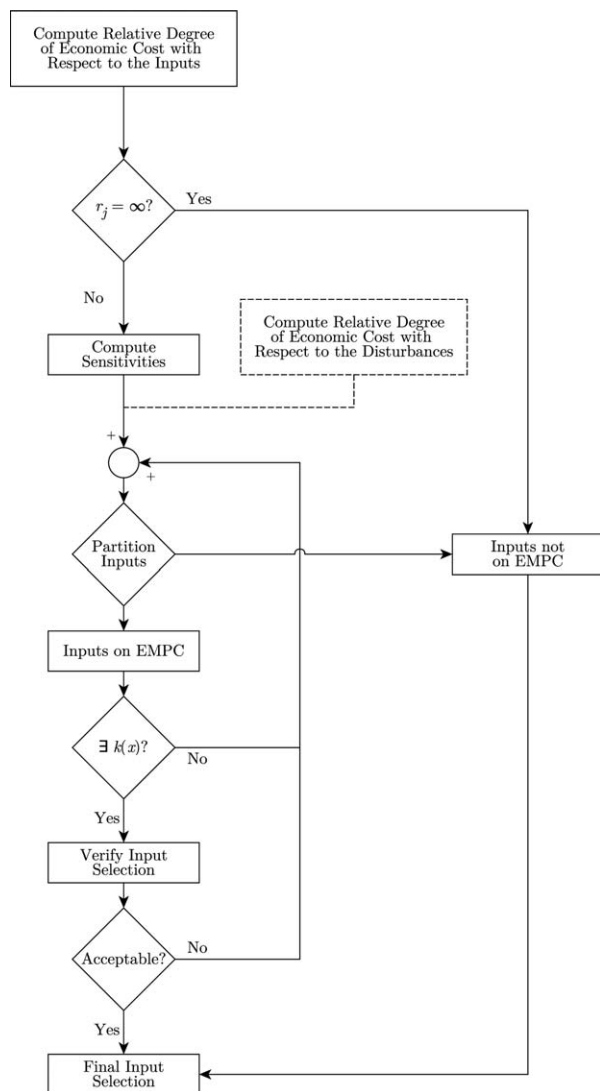 Compute Relative Degree
of Economic Cost with
Respect to the Inputs
r_j = ∞?
Yes
No
Compute
Sensitivities
Compute Relative Degree
of Economic Cost with
Respect to the Disturbances
+
+
Partition
Inputs
Inputs not
on EMPC
Inputs on EMPC
∃ k(x)?
No
Yes
Verify Input
Selection
Acceptable?
No
Yes
Final Input
Selection